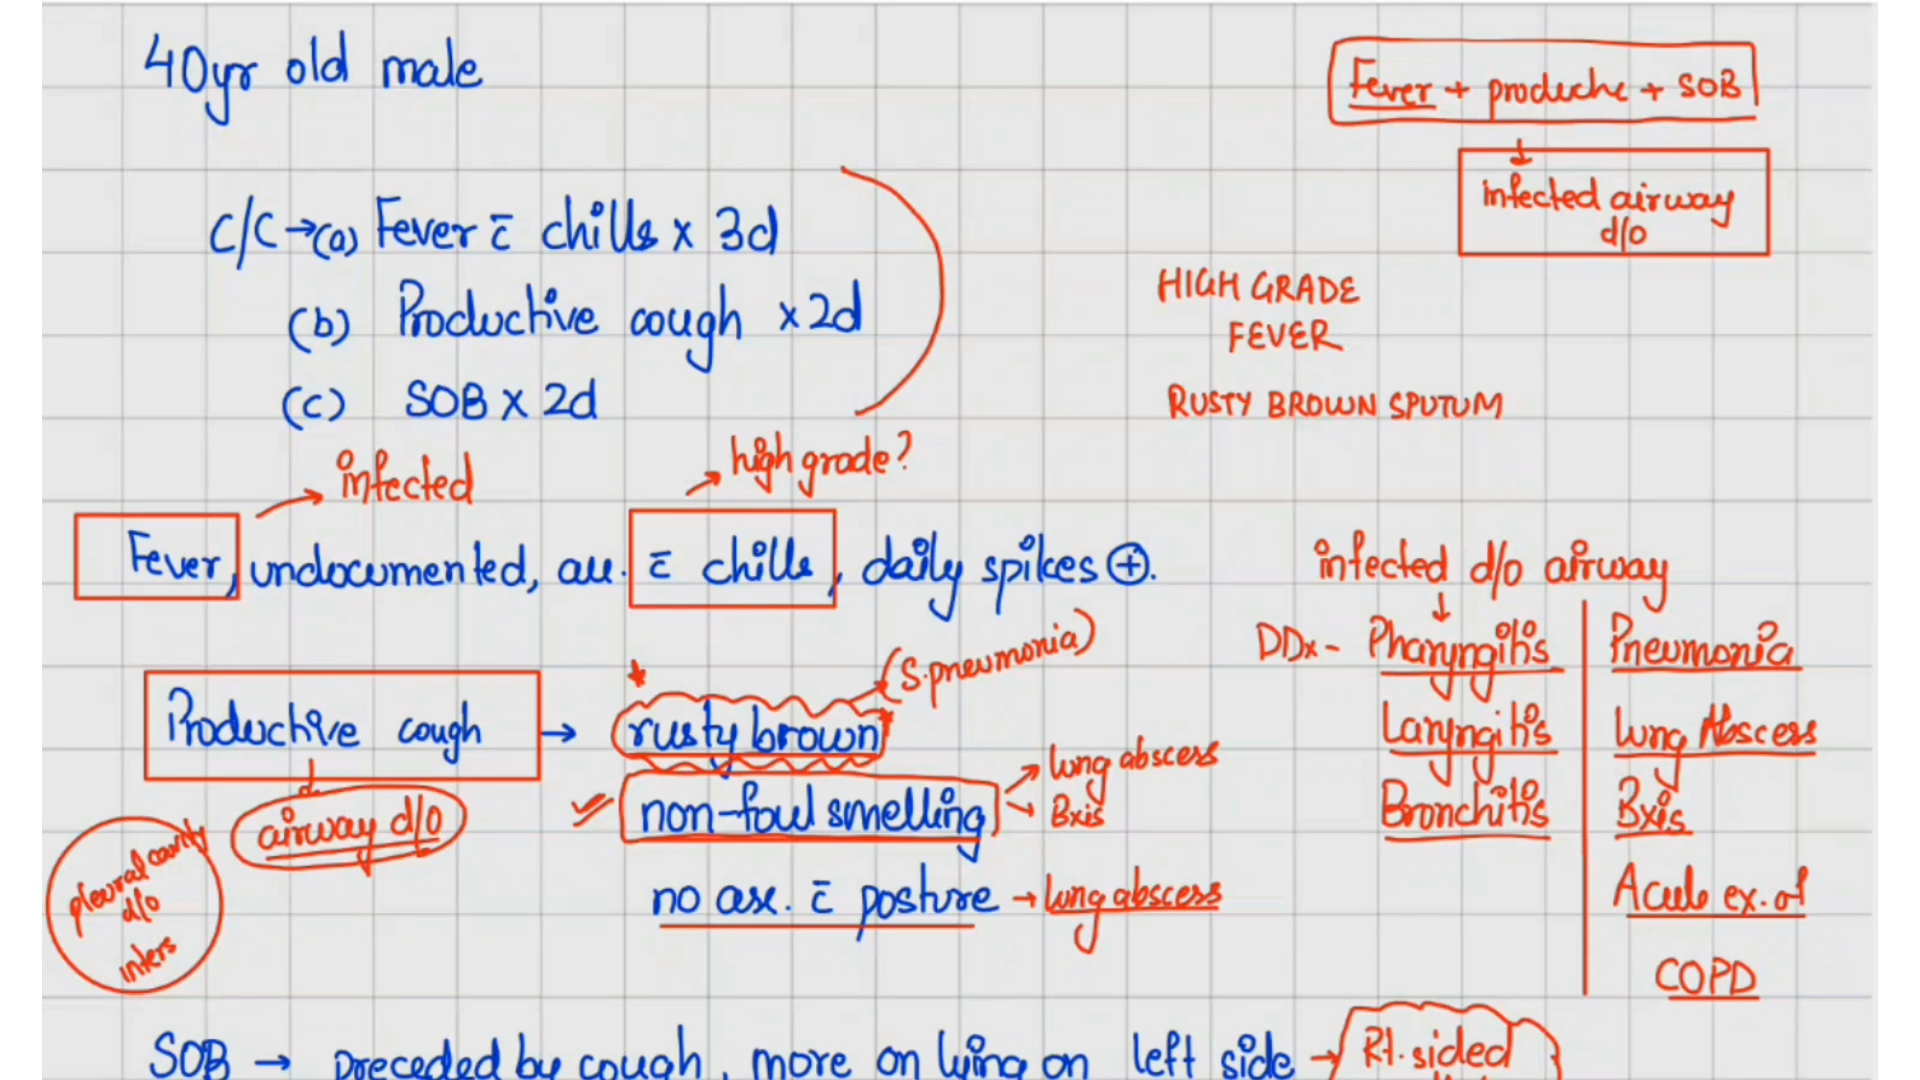 40yr old male
Fever + productive + SOB
infected airway
d/o
C/C → (a) Fever c̄ chills x 3d
(b) Productive cough x 2d
(c) SOB x 2d
HIGH GRADE
FEVER
RUSTY BROWN SPUTUM
infected
high grade?
Fever, undocumented, ass. c̄ chills, daily spikes ⊕.
infected d/o airway
DDx - Pharyngitis
Laryngitis
Bronchitis
Pneumonia
Lung Abscess
Bxis
Acute ex. of
COPD
(S. pneumonia)
Productive cough → rusty brown
airway d/o
non-foul smelling
lung abscess
Bxis
no ass. c̄ posture → lung abscess
pleural cavity
d/o
inters
SOB → preceded by cough, more on lying on left side → Rt. sided